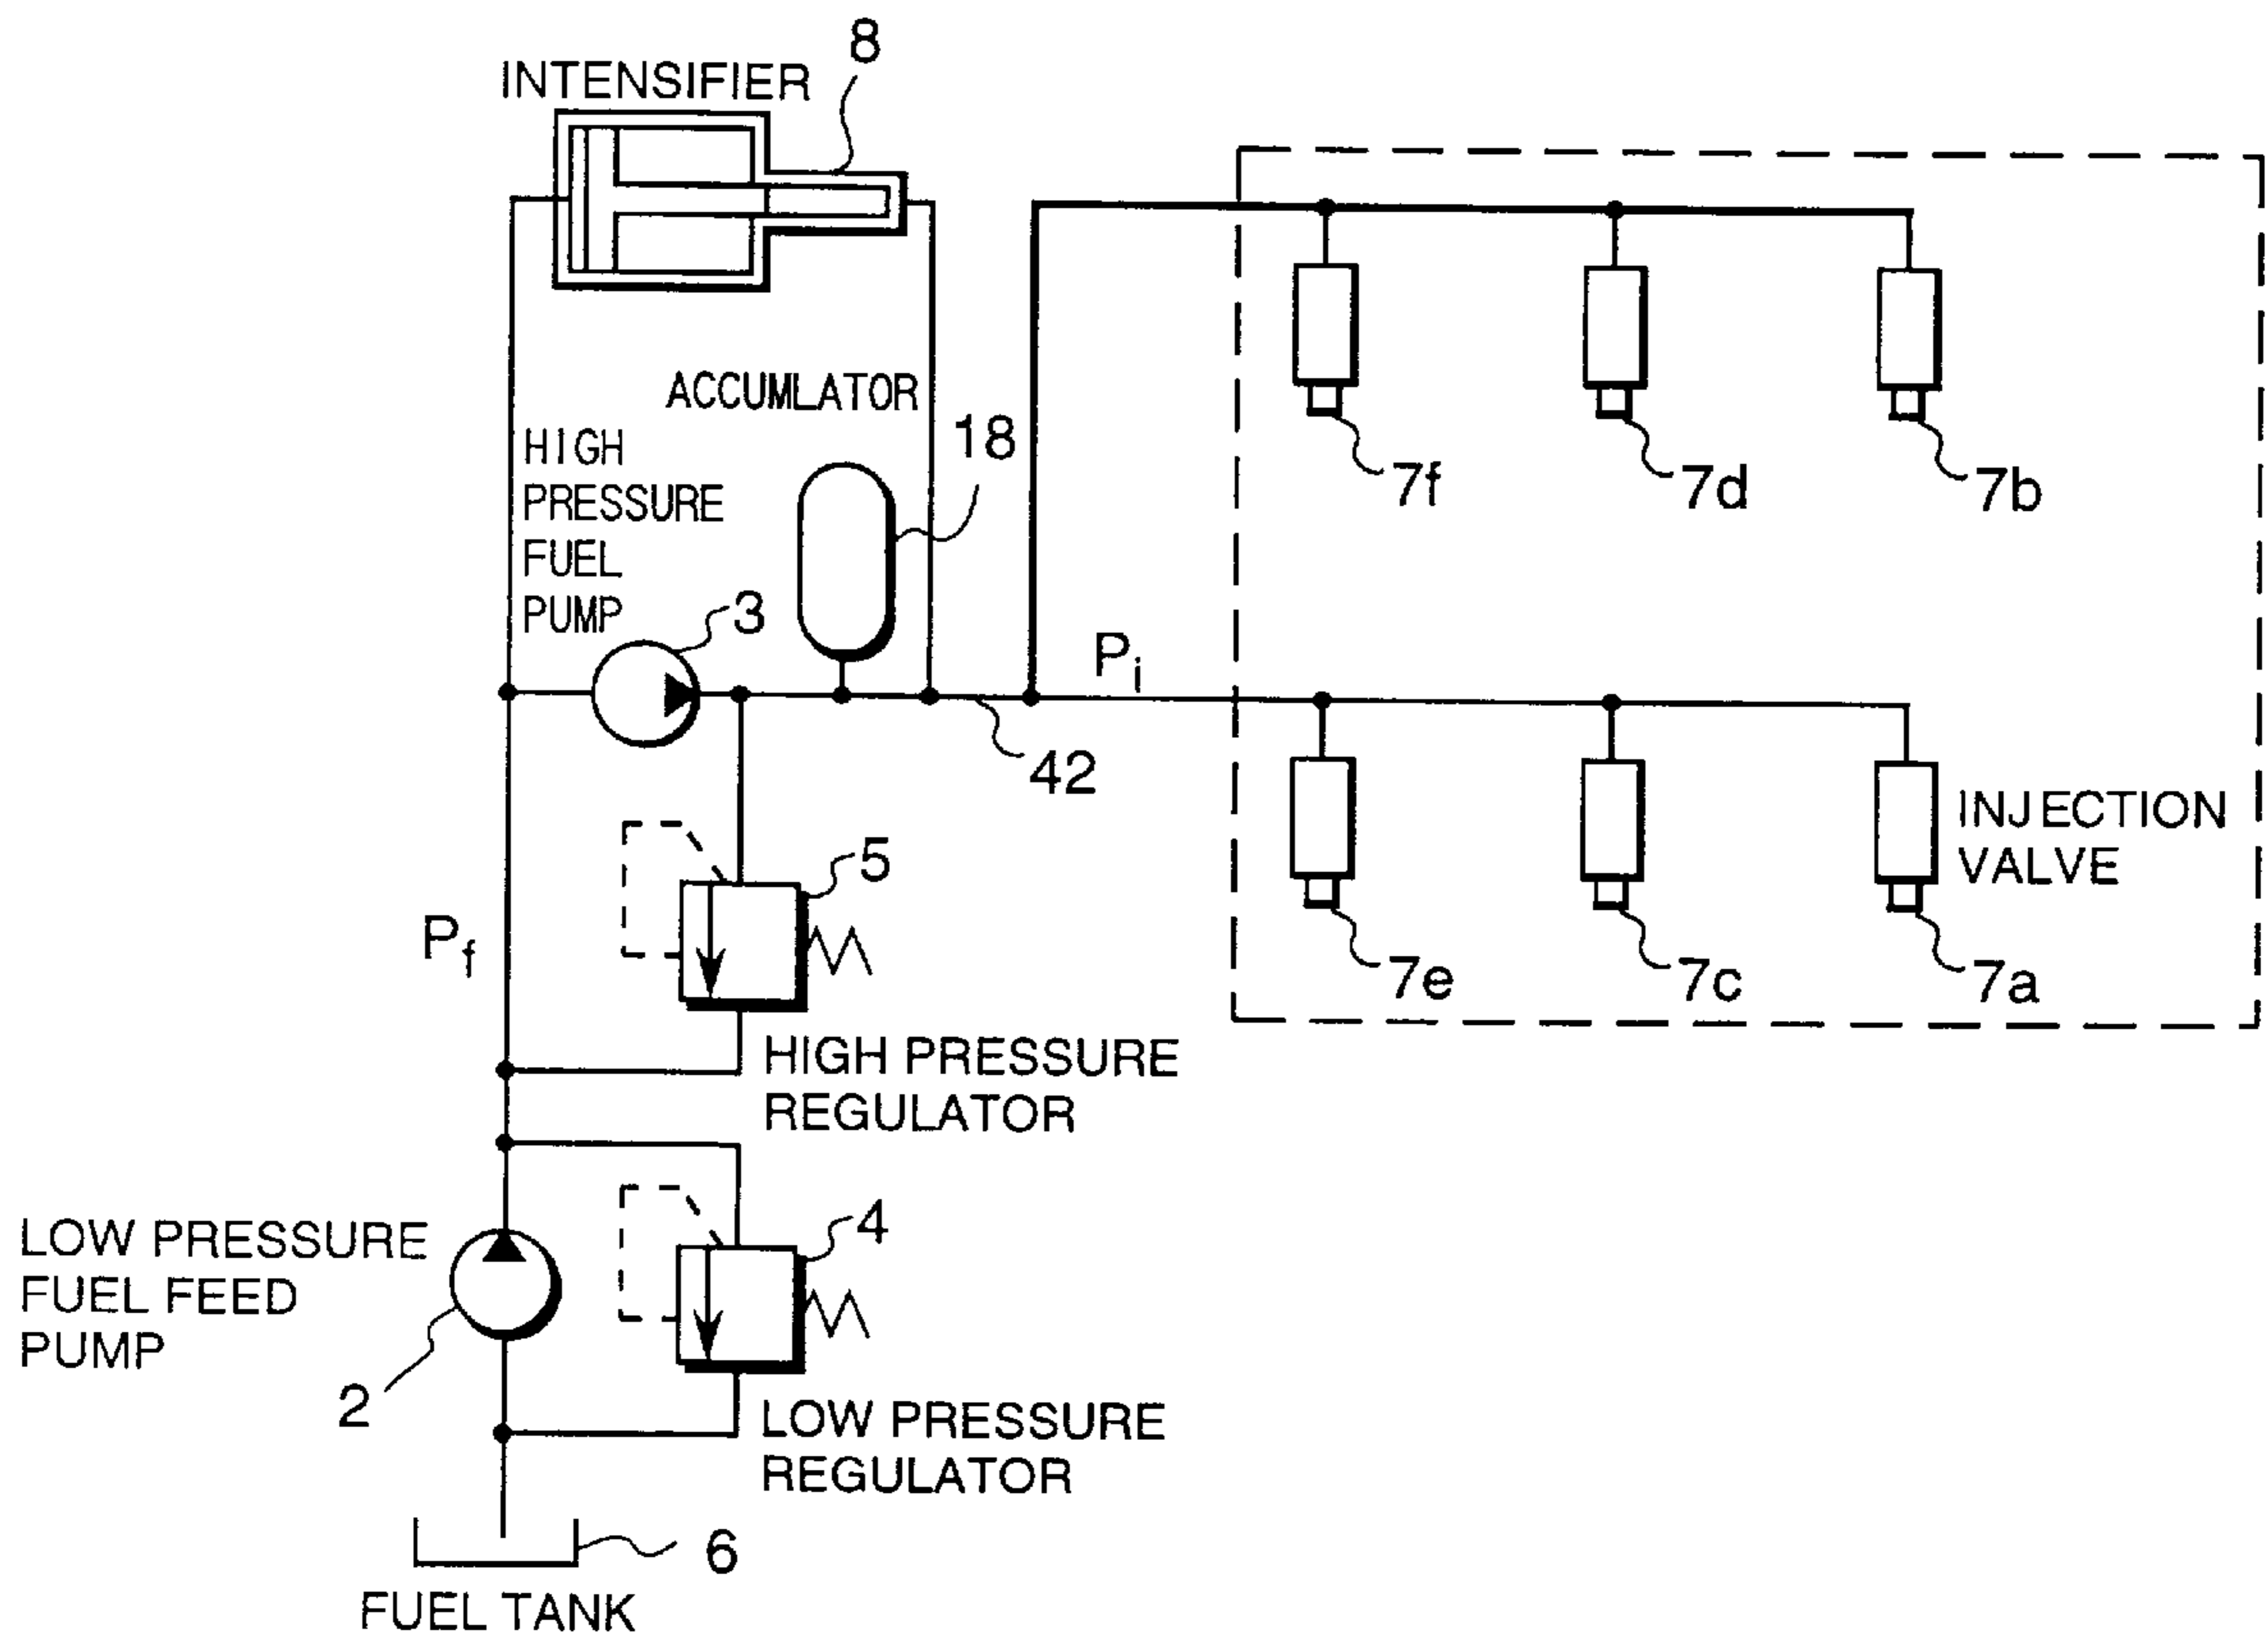 8
INTENSIFIER
ACCUMLATOR
18
HIGH
PRESSURE
FUEL
PUMP
3
7f
7d
7b
Pi
42
5
INJECTION
VALVE
Pf
7e
7c
7a
HIGH PRESSURE
REGULATOR
4
LOW PRESSURE
FUEL FEED
PUMP
2
LOW PRESSURE
REGULATOR
6
FUEL TANK